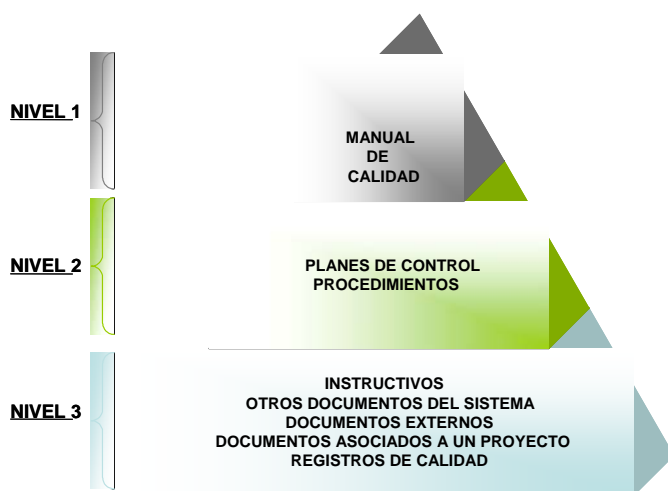 NIVEL 1
MANUAL
DE
CALIDAD
NIVEL 2
PLANES DE CONTROL
PROCEDIMIENTOS
NIVEL 3
INSTRUCTIVOS
OTROS DOCUMENTOS DEL SISTEMA
DOCUMENTOS EXTERNOS
DOCUMENTOS ASOCIADOS A UN PROYECTO
REGISTROS DE CALIDAD